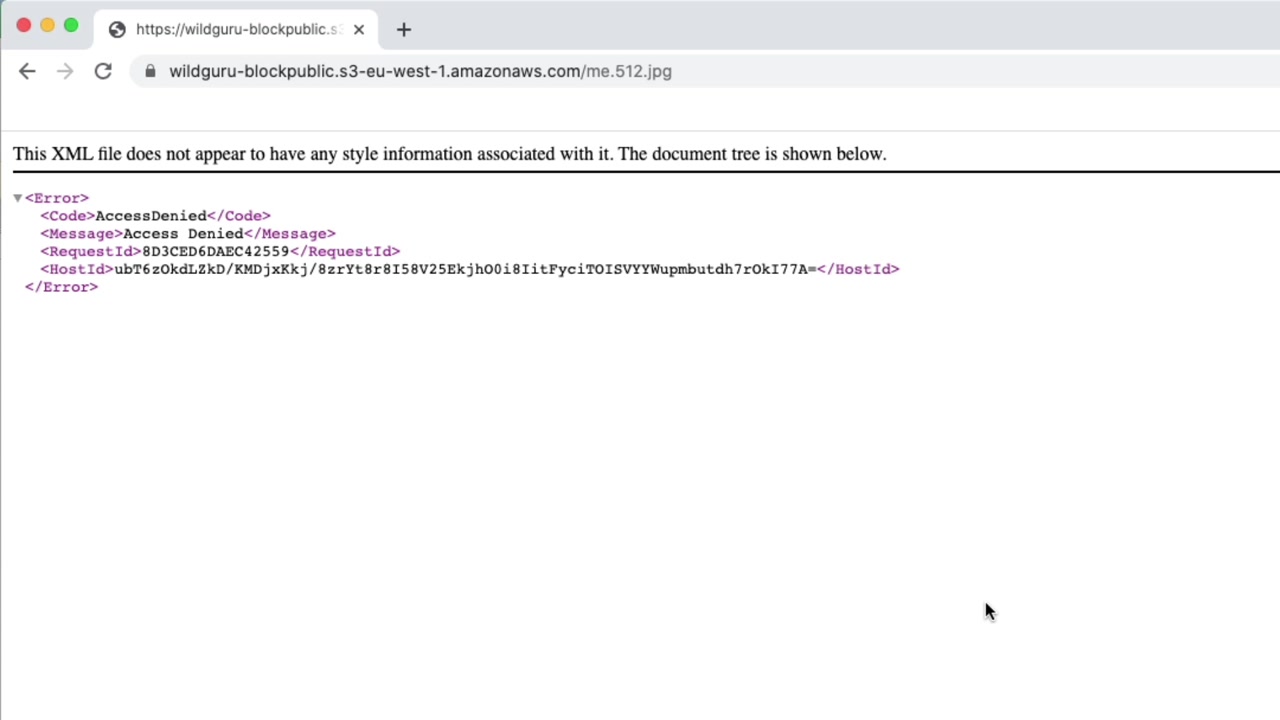 https://wildguru-blockpublic.s3
wildguru-blockpublic.s3-eu-west-1.amazonaws.com/me.512.jpg
This XML file does not appear to have any style information associated with it. The document tree is shown below.
<Error>
<Code>AccessDenied</Code>
<Message>Access Denied</Message>
<RequestId>8D3CED6DAEC42559</RequestId>
<HostId>ubT6zOkdLZkD/KMDjxKkj/8zrYt8r8I58V25EkjhO0i8IitFyciTOISVYYWupmbutdh7rOkI77A=</HostId>
</Error>